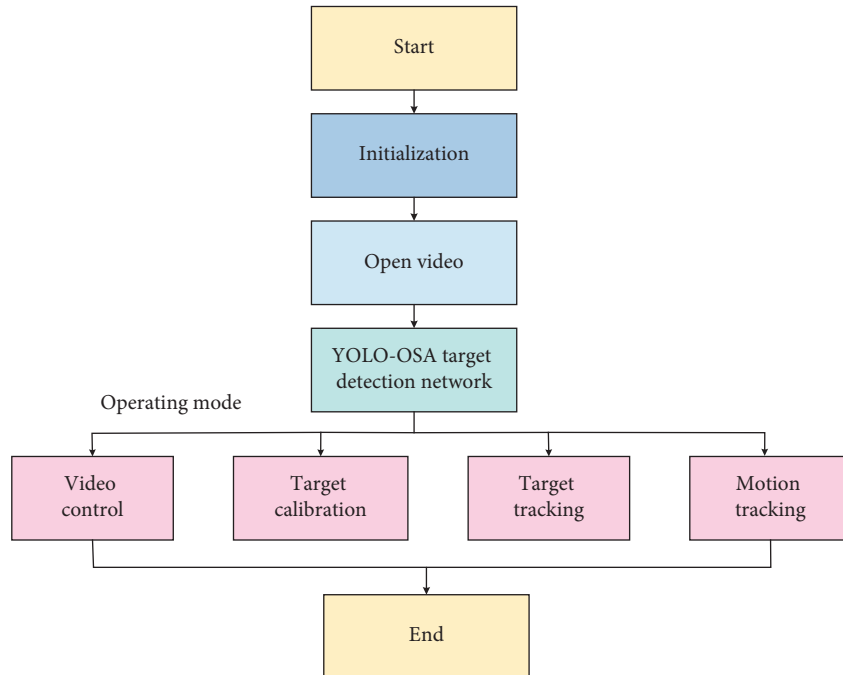 Start
Initialization
Open video
YOLO-OSA target
detection network
Operating mode
Video
control
Target
calibration
Target
tracking
Motion
tracking
End